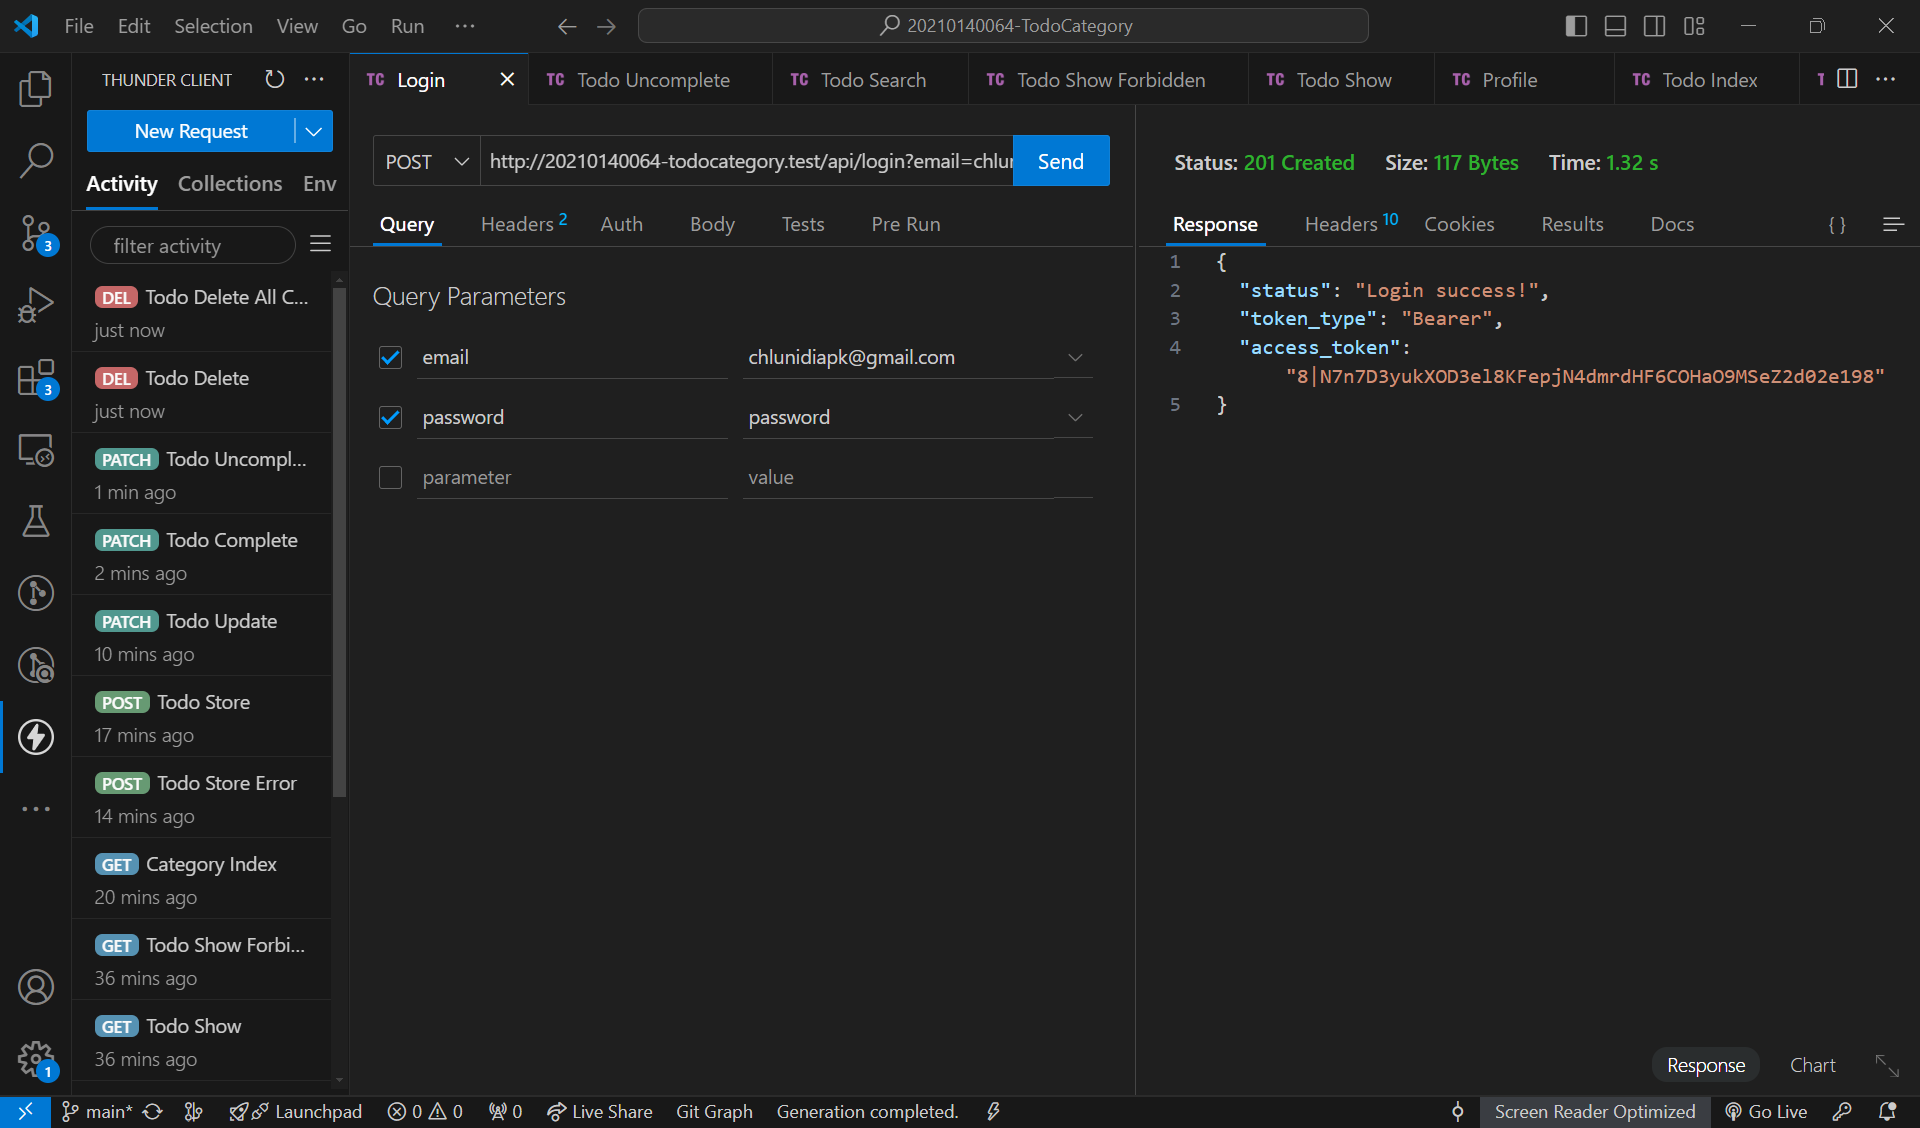 File Edit Selection View Go Run ··· 20210140064-TodoCategory
THUNDER CLIENT ···
TC Login TC Todo Uncomplete TC Todo Search TC Todo Show Forbidden TC Todo Show TC Profile TC Todo Index ···
New Request
Activity Collections Env
filter activity
DEL Todo Delete All C...
just now
DEL Todo Delete
just now
PATCH Todo Uncompl...
1 min ago
PATCH Todo Complete
2 mins ago
PATCH Todo Update
10 mins ago
POST Todo Store
17 mins ago
POST Todo Store Error
14 mins ago
GET Category Index
20 mins ago
GET Todo Show Forbi...
36 mins ago
GET Todo Show
36 mins ago
3
3
1
POST http://20210140064-todocategory.test/api/login?email=chlun Send
Query Headers 2 Auth Body Tests Pre Run
Query Parameters
email chlunidiapk@gmail.com
password password
parameter value
Status: 201 Created Size: 117 Bytes Time: 1.32 s
Response Headers 10 Cookies Results Docs { }
1 {
2 "status": "Login success!",
3 "token_type": "Bearer",
4 "access_token":
"8|N7n7D3yukXOD3el8KFepjN4dmrdHF6COHaO9MSeZ2d02e198"
5 }
Response Chart
main* Launchpad 0 0 0 Live Share Git Graph Generation completed. Screen Reader Optimized Go Live